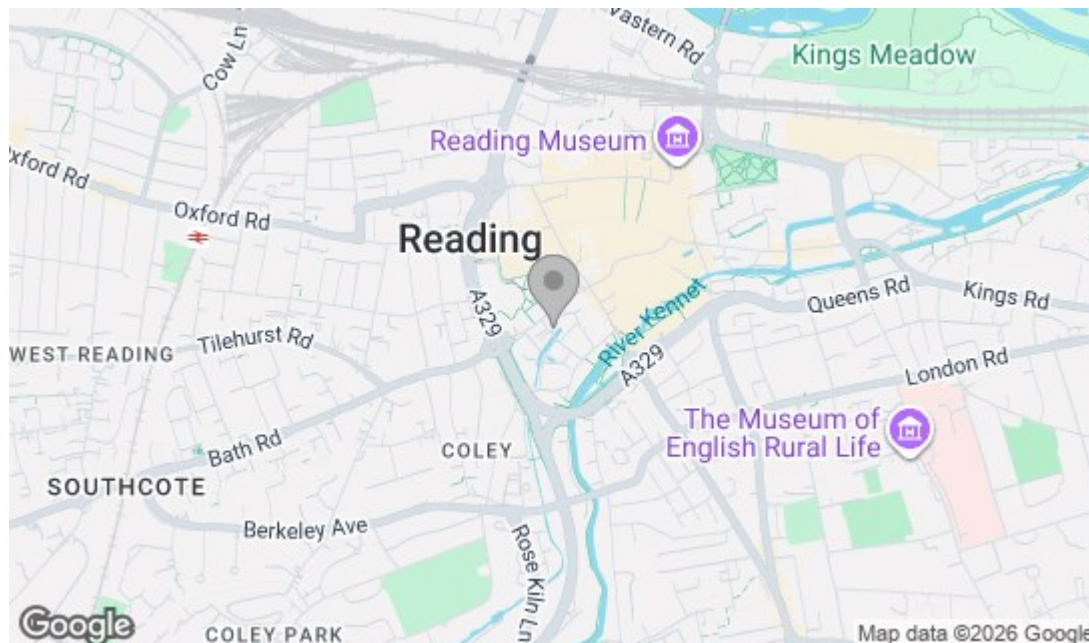 Cow Ln
Vastern Rd
Kings Meadow
Reading Museum
Oxford Rd
Oxford Rd
Reading
A329
River Kennet
Queens Rd
Kings Rd
WEST READING
Tilehurst Rd
A329
London Rd
Bath Rd
COLEY
The Museum of
English Rural Life
SOUTHCOTE
Berkeley Ave
Rose Kiln Ln
Google
COLEY PARK
Map data ©2026 Google